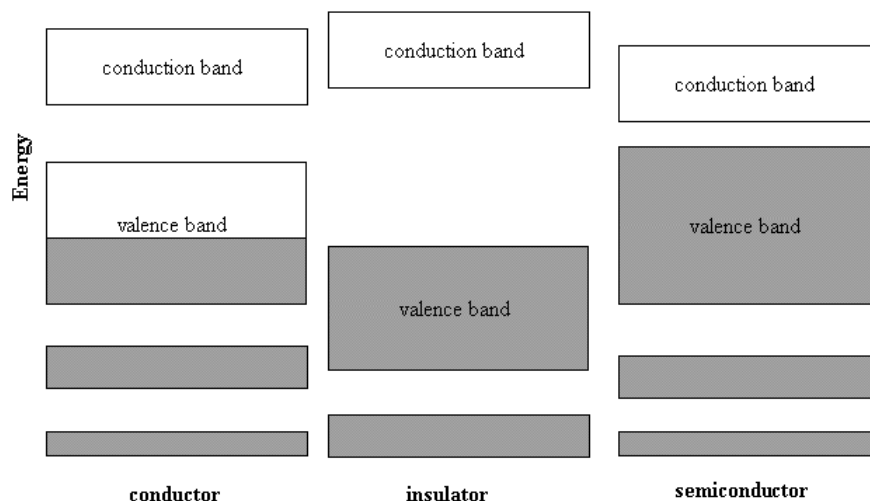 conduction band
conduction band
conduction band
Energy
valence band
valence band
valence band
conductor
insulator
semiconductor